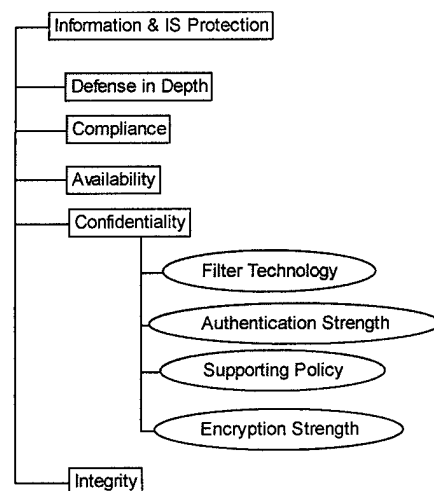 Information & IS Protection
Defense in Depth
Compliance
Availability
Confidentiality
Filter Technology
Authentication Strength
Supporting Policy
Encryption Strength
Integrity